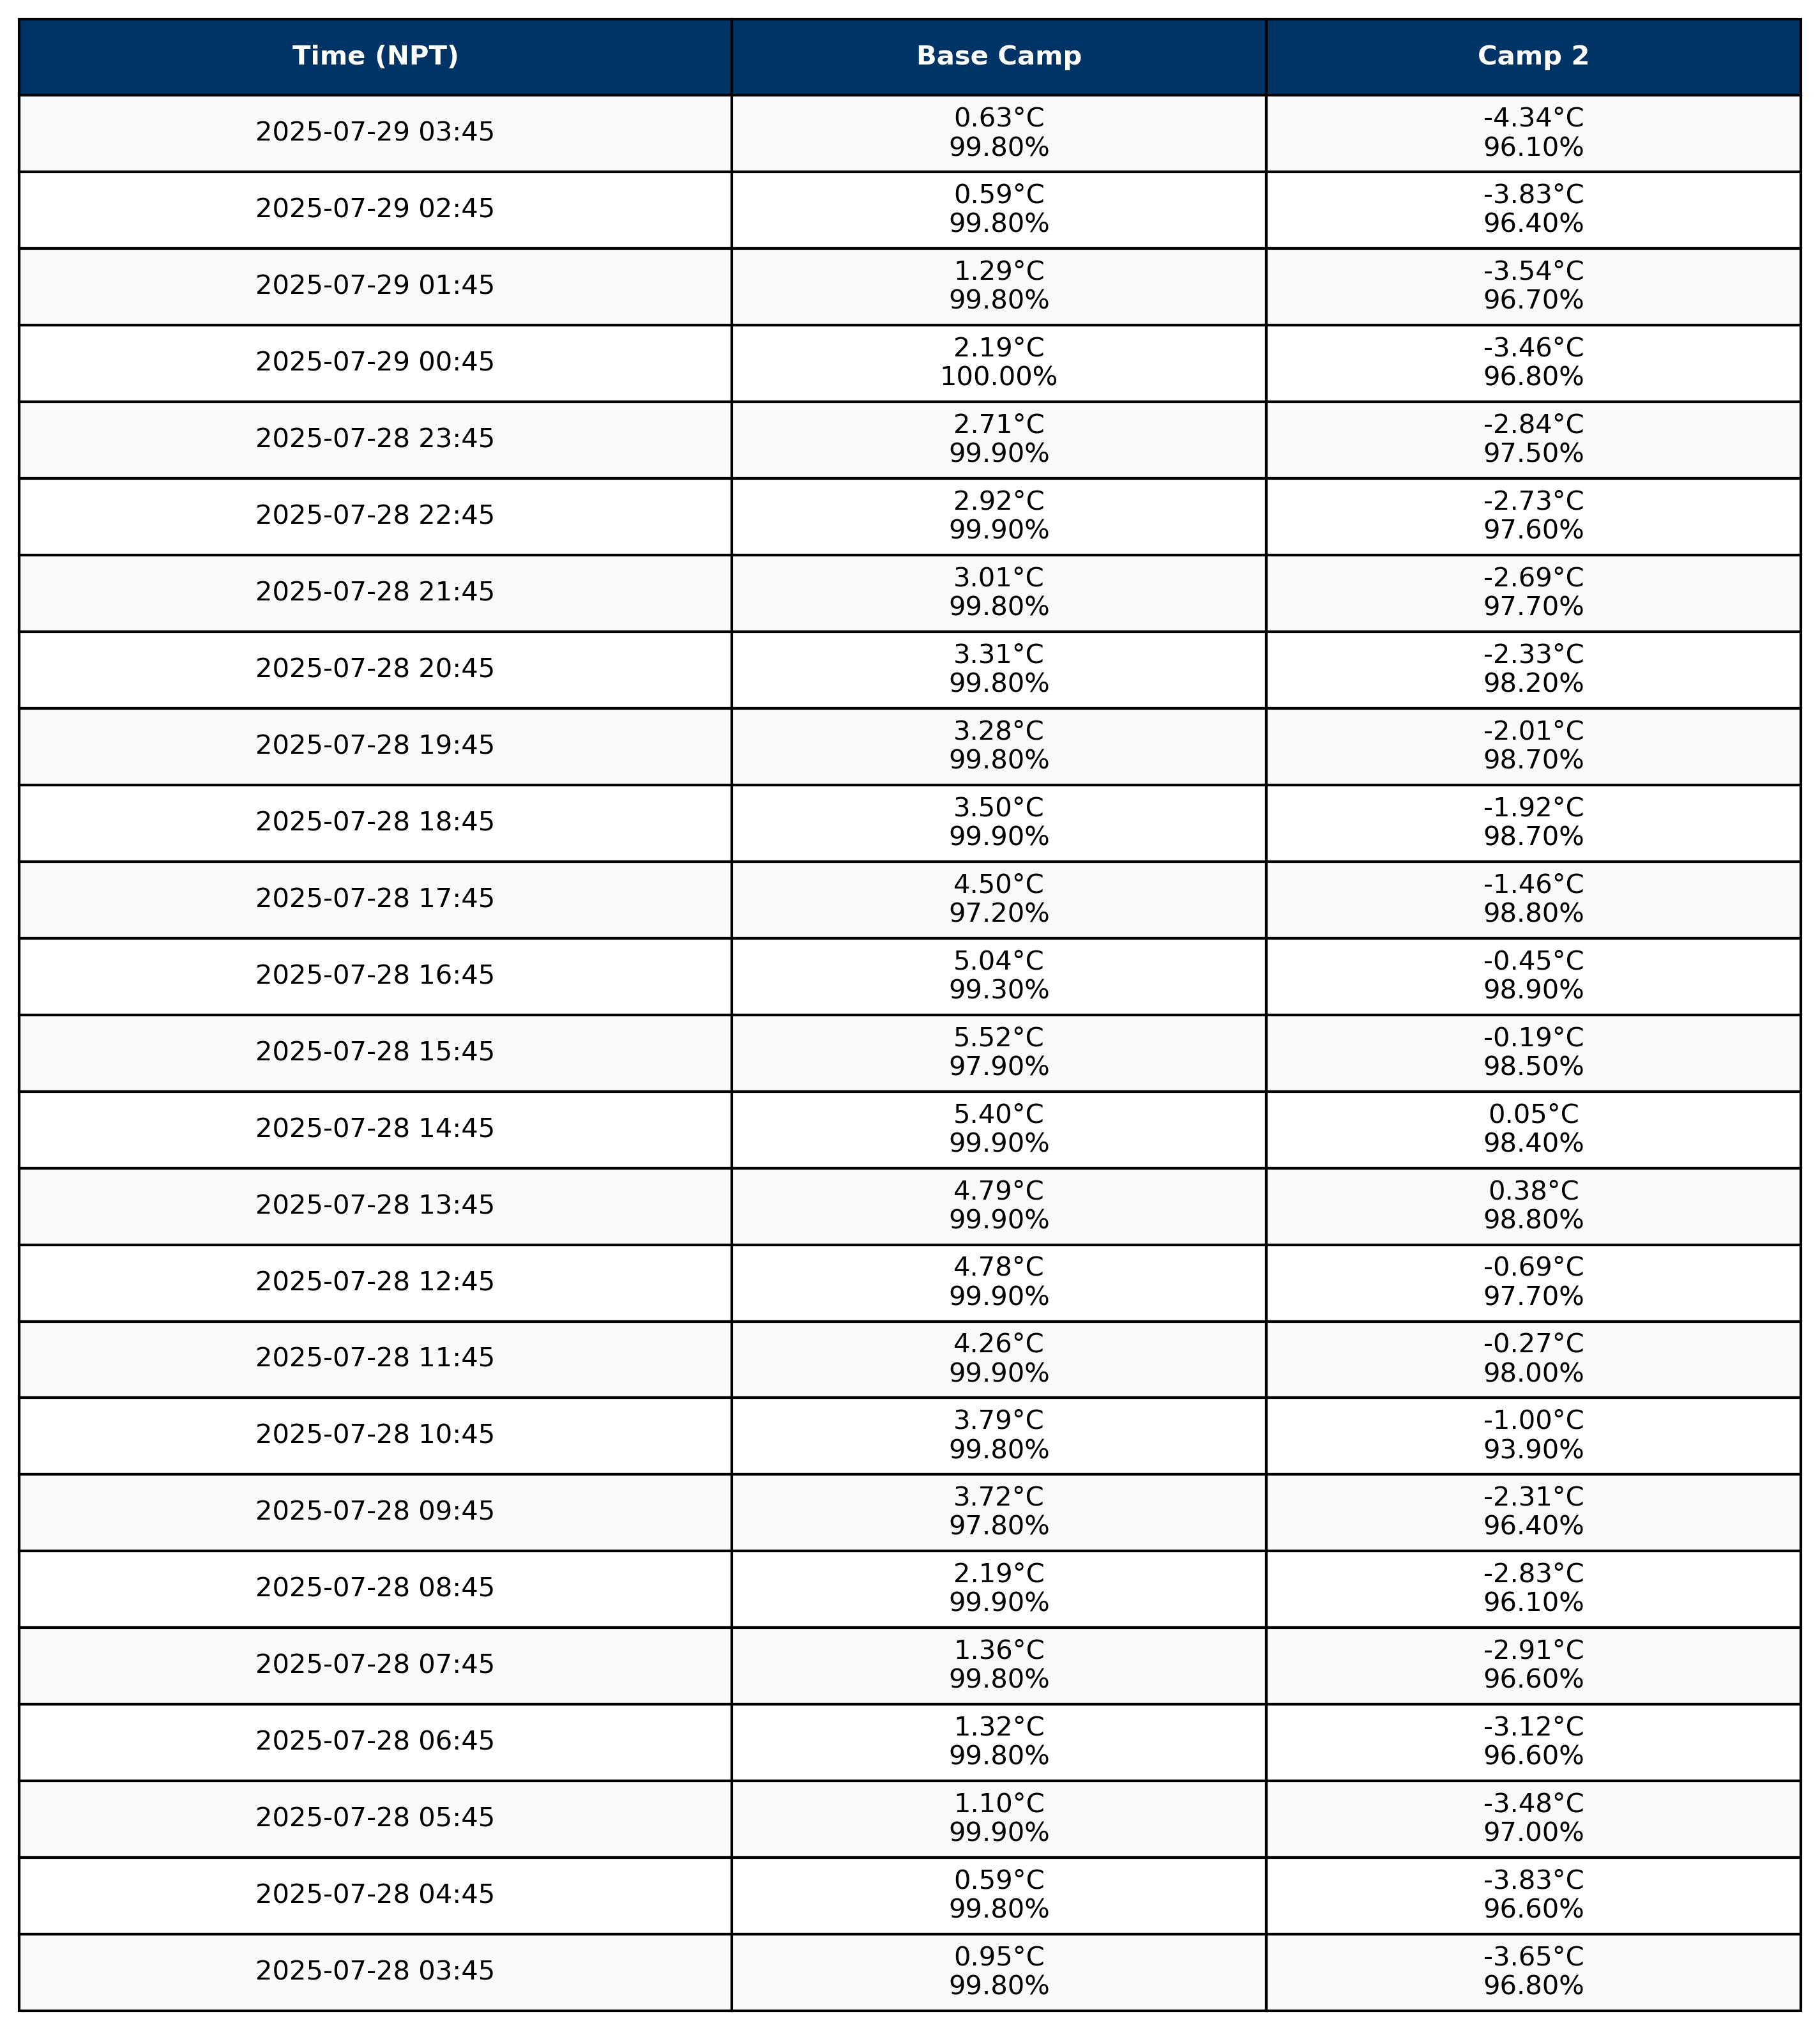 Time (NPT) Base Camp Camp 2
2025-07-29 03:45 0.63°C -4.34°C
99.80% 96.10%
2025-07-29 02:45 0.59°C -3.83°C
99.80% 96.40%
2025-07-29 01:45 1.29°C -3.54°C
99.80% 96.70%
2025-07-29 00:45 2.19°C -3.46°C
100.00% 96.80%
2025-07-28 23:45 2.71°C -2.84°C
99.90% 97.50%
2025-07-28 22:45 2.92°C -2.73°C
99.90% 97.60%
2025-07-28 21:45 3.01°C -2.69°C
99.80% 97.70%
2025-07-28 20:45 3.31°C -2.33°C
99.80% 98.20%
2025-07-28 19:45 3.28°C -2.01°C
99.80% 98.70%
2025-07-28 18:45 3.50°C -1.92°C
99.90% 98.70%
2025-07-28 17:45 4.50°C -1.46°C
97.20% 98.80%
2025-07-28 16:45 5.04°C -0.45°C
99.30% 98.90%
2025-07-28 15:45 5.52°C -0.19°C
97.90% 98.50%
2025-07-28 14:45 5.40°C 0.05°C
99.90% 98.40%
2025-07-28 13:45 4.79°C 0.38°C
99.90% 98.80%
2025-07-28 12:45 4.78°C -0.69°C
99.90% 97.70%
2025-07-28 11:45 4.26°C -0.27°C
99.90% 98.00%
2025-07-28 10:45 3.79°C -1.00°C
99.80% 93.90%
2025-07-28 09:45 3.72°C -2.31°C
97.80% 96.40%
2025-07-28 08:45 2.19°C -2.83°C
99.90% 96.10%
2025-07-28 07:45 1.36°C -2.91°C
99.80% 96.60%
2025-07-28 06:45 1.32°C -3.12°C
99.80% 96.60%
2025-07-28 05:45 1.10°C -3.48°C
99.90% 97.00%
2025-07-28 04:45 0.59°C -3.83°C
99.80% 96.60%
2025-07-28 03:45 0.95°C -3.65°C
99.80% 96.80%